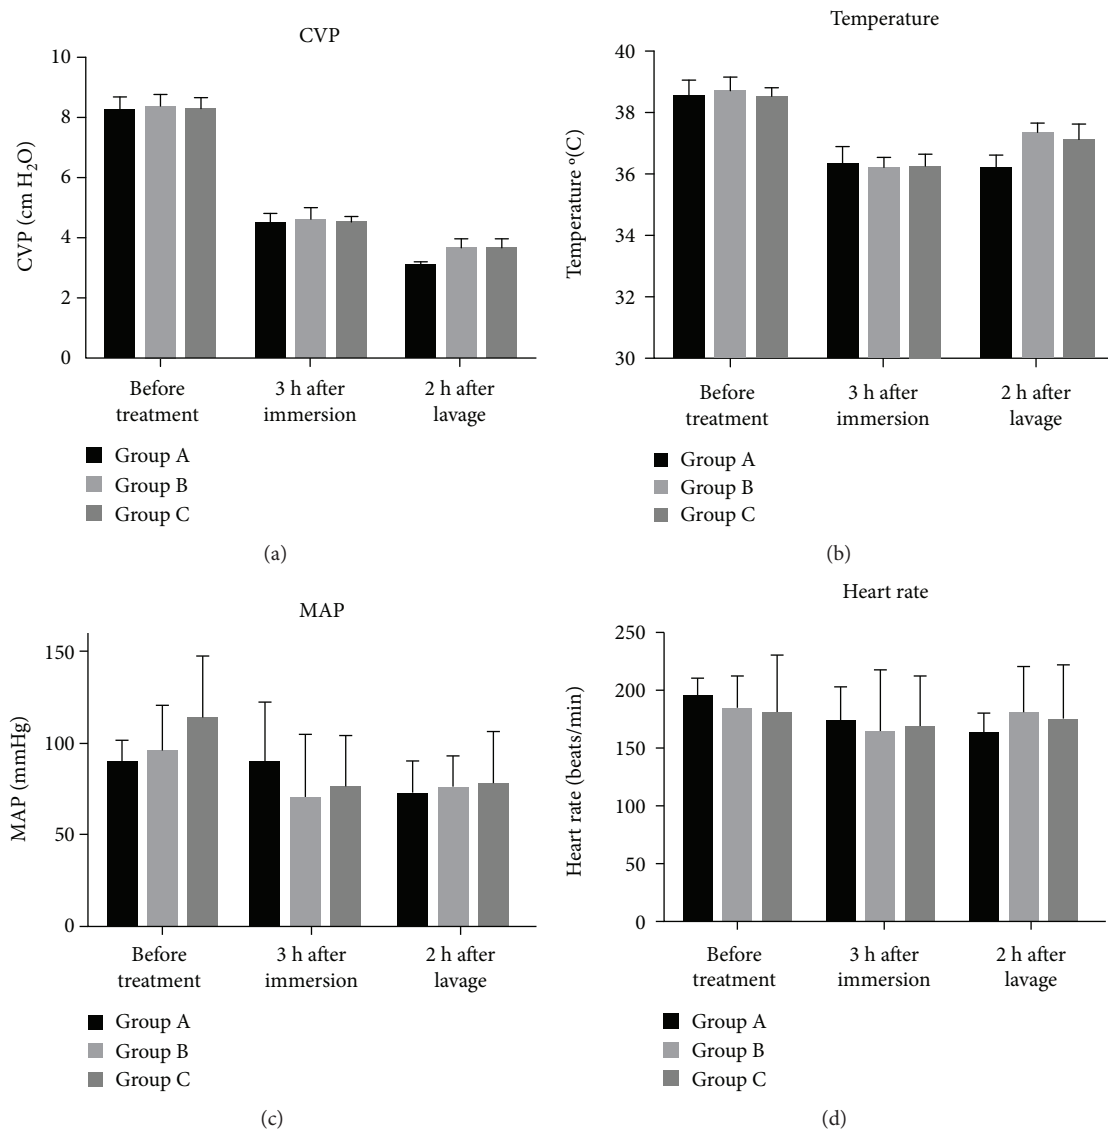 CVP
10
8
6
4
2
0
CVP (cm H₂O)
Before
treatment
3 h after
immersion
2 h after
lavage
Group A
Group B
Group C
(a)
Temperature
40
38
36
34
32
30
Temperature º(C)
Before
treatment
3 h after
immersion
2 h after
lavage
Group A
Group B
Group C
(b)
MAP
150
100
50
0
MAP (mmHg)
Before
treatment
3 h after
immersion
2 h after
lavage
Group A
Group B
Group C
(c)
Heart rate
250
200
150
100
50
0
Heart rate (beats/min)
Before
treatment
3 h after
immersion
2 h after
lavage
Group A
Group B
Group C
(d)